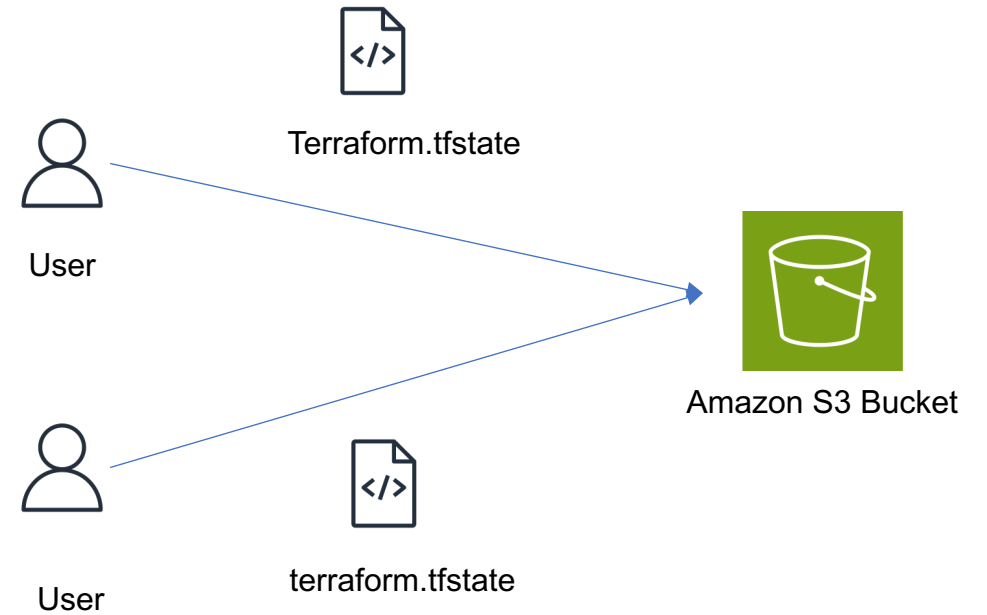 Terraform.tfstate
User
Amazon S3 Bucket
terraform.tfstate
User